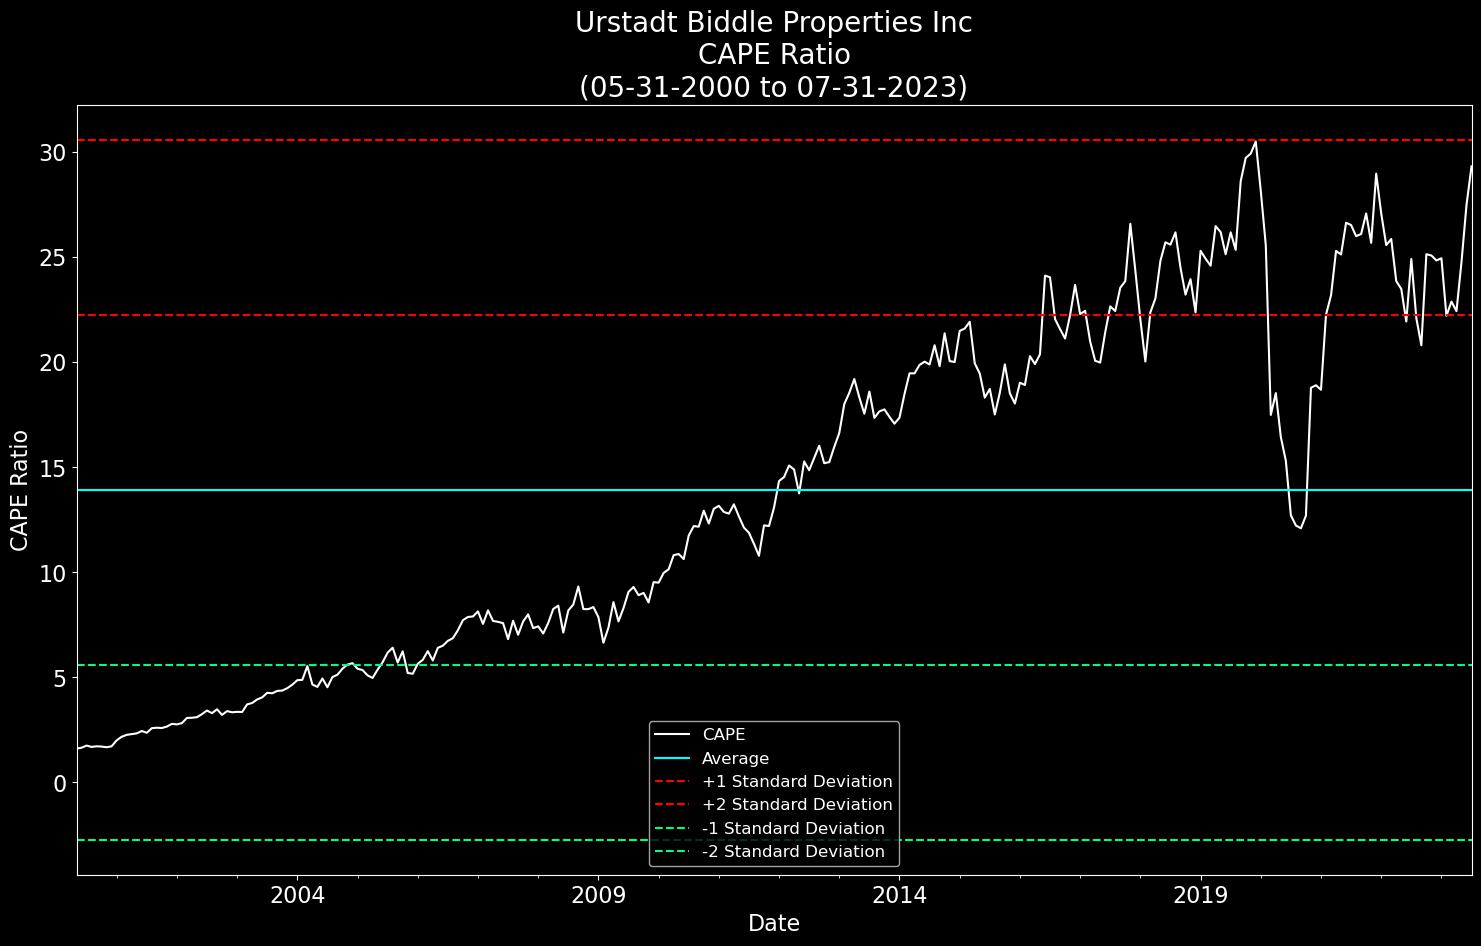 Urstadt Biddle Properties Inc
CAPE Ratio
(05-31-2000 to 07-31-2023)
CAPE Ratio
30
25
20
15
10
5
0
CAPE
Average
+1 Standard Deviation
+2 Standard Deviation
-1 Standard Deviation
-2 Standard Deviation
2004
2009
2014
2019
Date